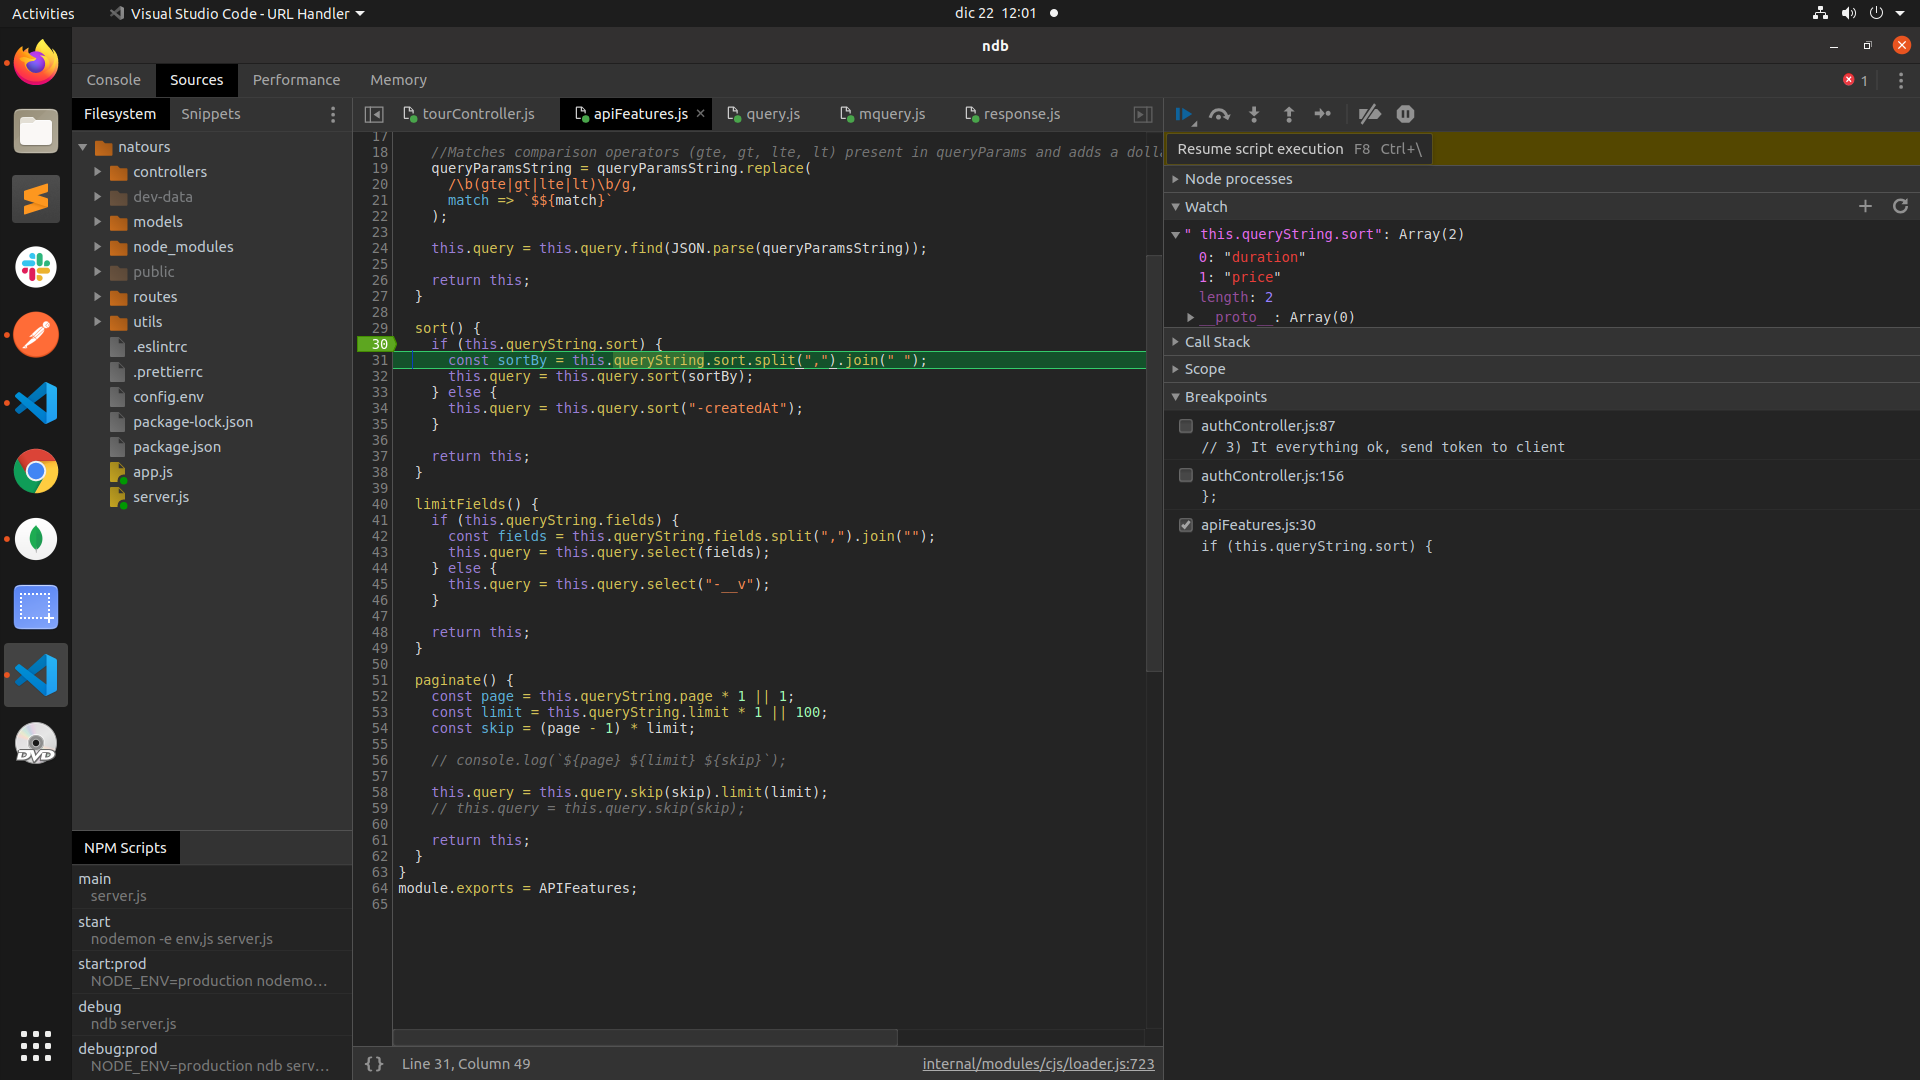 Activities
Visual Studio Code - URL Handler
dic 22 12:01
ndb
Console
Sources
Performance
Memory
1
Filesystem
Snippets
natours
controllers
dev-data
models
node_modules
public
routes
utils
.eslintrc
.prettierrc
config.env
package-lock.json
package.json
app.js
server.js
NPM Scripts
main
server.js
start
nodemon -e env,js server.js
start:prod
NODE_ENV=production nodemo…
debug
ndb server.js
debug:prod
NODE_ENV=production ndb serv…
DVD
tourController.js
apiFeatures.js
query.js
mquery.js
response.js
17
18 //Matches comparison operators (gte, gt, lte, lt) present in queryParams and adds a doll
19 queryParamsString = queryParamsString.replace(
20 /\b(gte|gt|lte|lt)\b/g,
21 match => `$${match}`
22 );
23
24 this.query = this.query.find(JSON.parse(queryParamsString));
25
26 return this;
27 }
28
29 sort() {
30 if (this.queryString.sort) {
31 const sortBy = this.queryString.sort.split(",").join(" ");
32 this.query = this.query.sort(sortBy);
33 } else {
34 this.query = this.query.sort("-createdAt");
35 }
36
37 return this;
38 }
39
40 limitFields() {
41 if (this.queryString.fields) {
42 const fields = this.queryString.fields.split(",").join("");
43 this.query = this.query.select(fields);
44 } else {
45 this.query = this.query.select("-__v");
46 }
47
48 return this;
49 }
50
51 paginate() {
52 const page = this.queryString.page * 1 || 1;
53 const limit = this.queryString.limit * 1 || 100;
54 const skip = (page - 1) * limit;
55
56 // console.log(`${page} ${limit} ${skip}`);
57
58 this.query = this.query.skip(skip).limit(limit);
59 // this.query = this.query.skip(skip);
60
61 return this;
62 }
63 }
64 module.exports = APIFeatures;
65
{} Line 31, Column 49
internal/modules/cjs/loader.js:723
Resume script execution F8 Ctrl+\
Node processes
Watch
" this.queryString.sort": Array(2)
0: "duration"
1: "price"
length: 2
__proto__: Array(0)
Call Stack
Scope
Breakpoints
authController.js:87
// 3) It everything ok, send token to client
authController.js:156
};
apiFeatures.js:30
if (this.queryString.sort) {